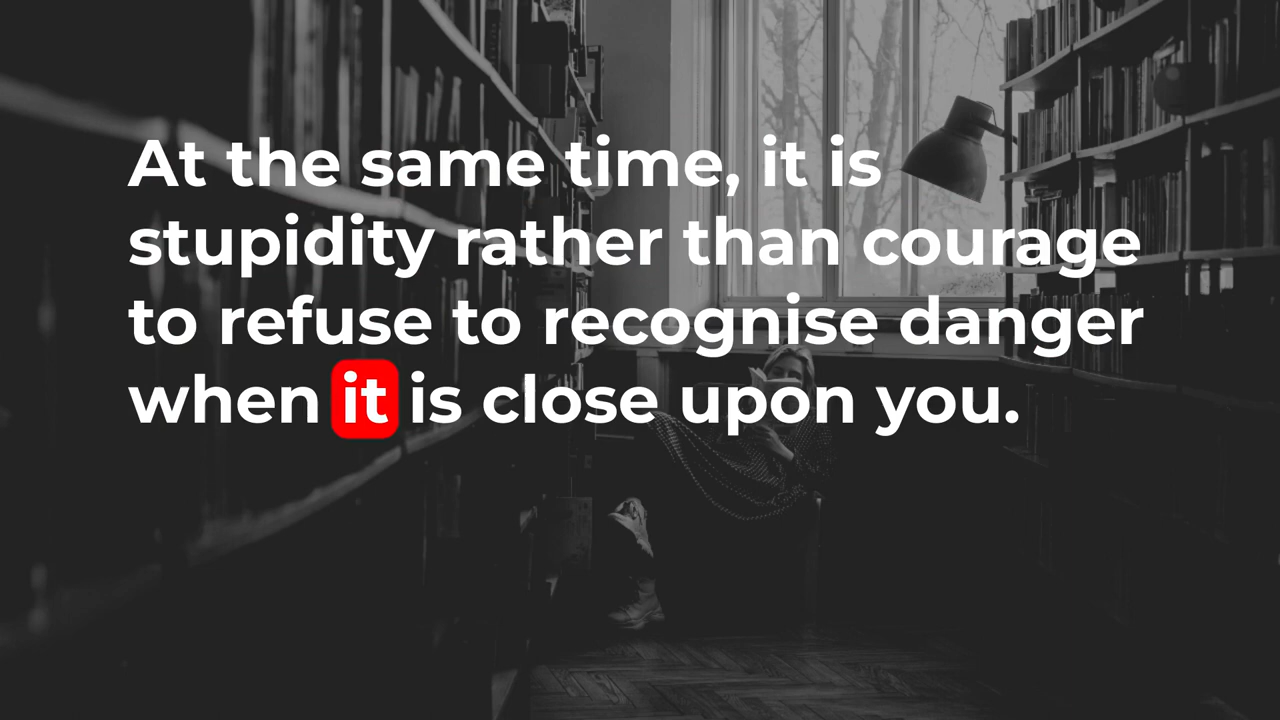 At the same time, it is
stupidity rather than courage
to refuse to recognise danger
when it is close upon you.